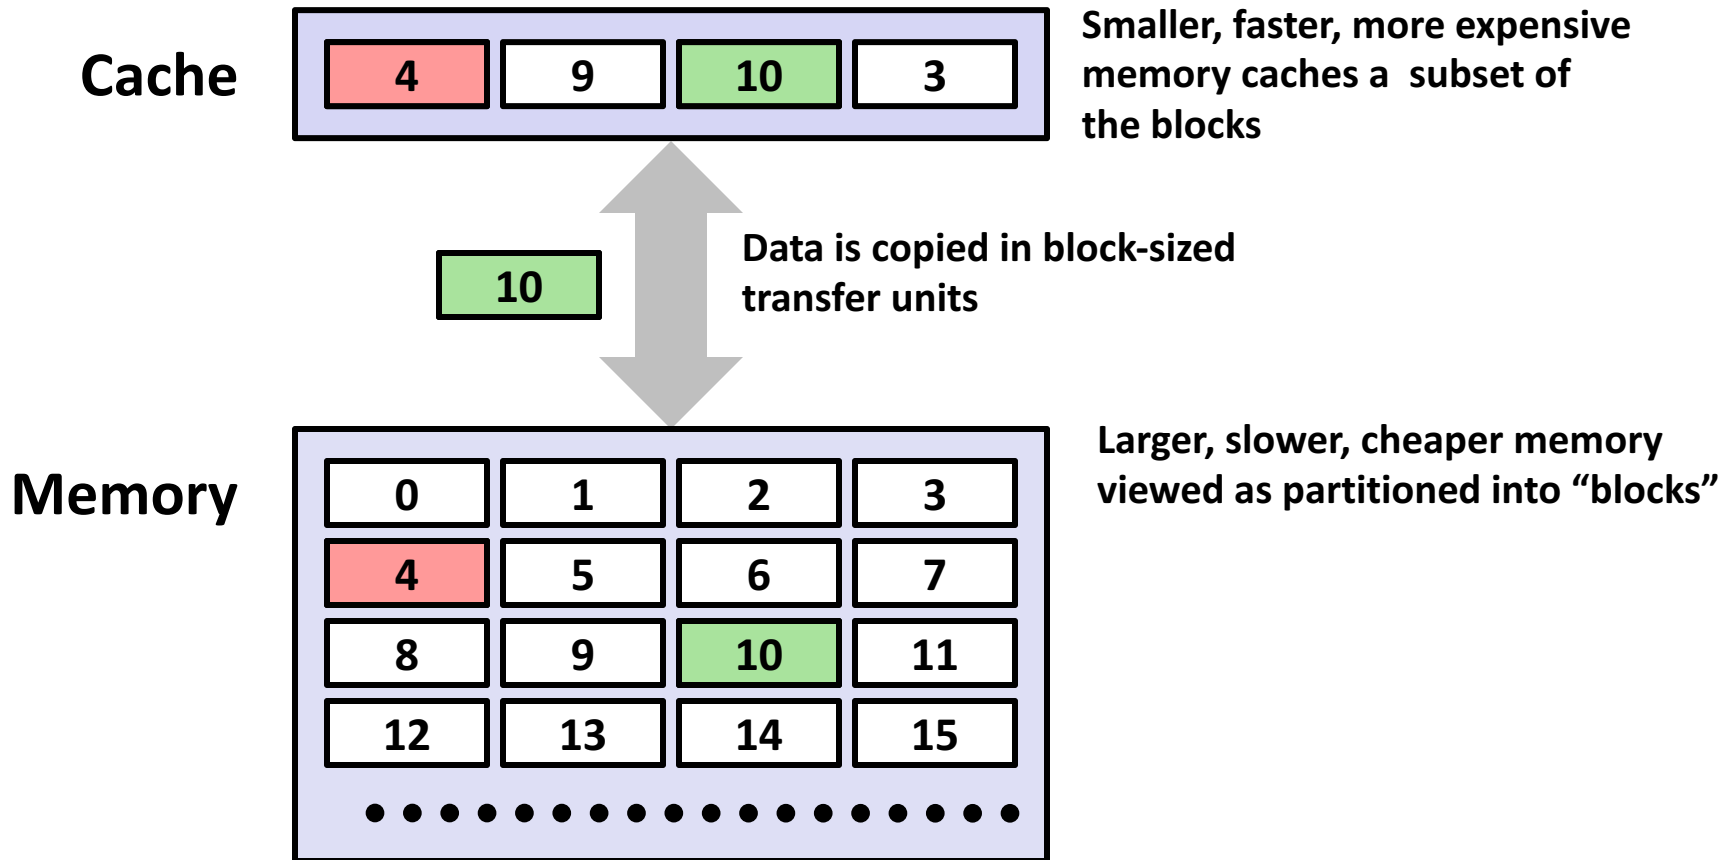 Cache
4 9 10 3
Smaller, faster, more expensive
memory caches a subset of
the blocks
10
Data is copied in block-sized
transfer units
Memory
Larger, slower, cheaper memory
viewed as partitioned into “blocks”
0 1 2 3
4 5 6 7
8 9 10 11
12 13 14 15